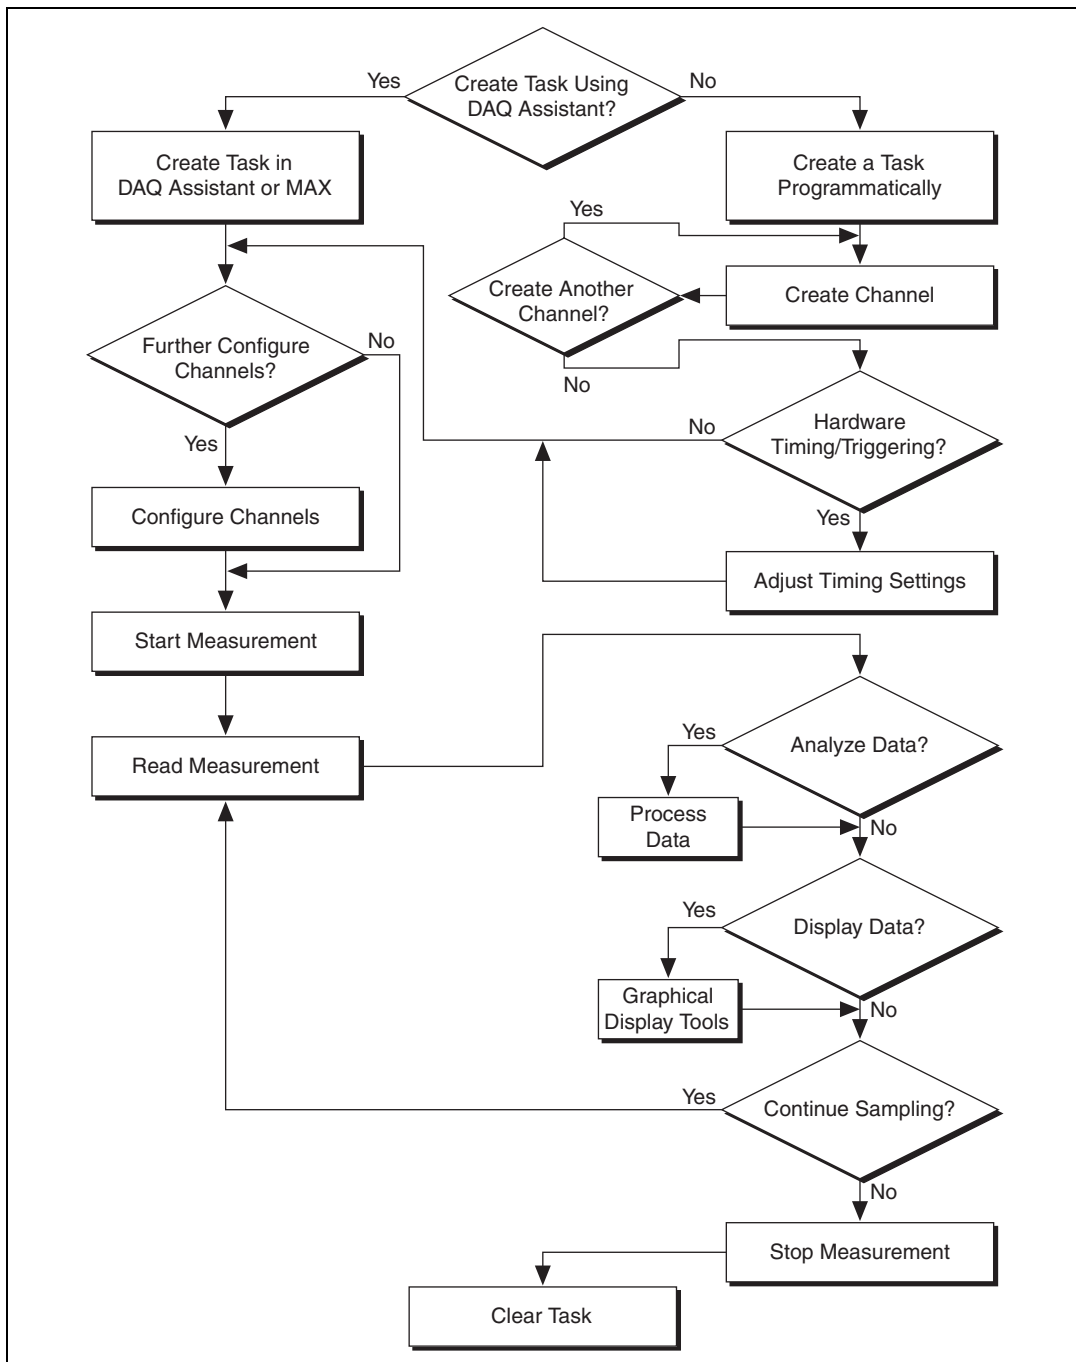 Create Task Using
DAQ Assistant?
Yes
No
Create Task in
DAQ Assistant or MAX
Create a Task
Programmatically
Yes
Create Another
Channel?
Create Channel
No
Further Configure
Channels?
No
Yes
Hardware
Timing/Triggering?
No
Yes
Configure Channels
Adjust Timing Settings
Start Measurement
Read Measurement
Analyze Data?
Yes
Process
Data
No
Display Data?
Yes
Graphical
Display Tools
No
Continue Sampling?
Yes
No
Stop Measurement
Clear Task